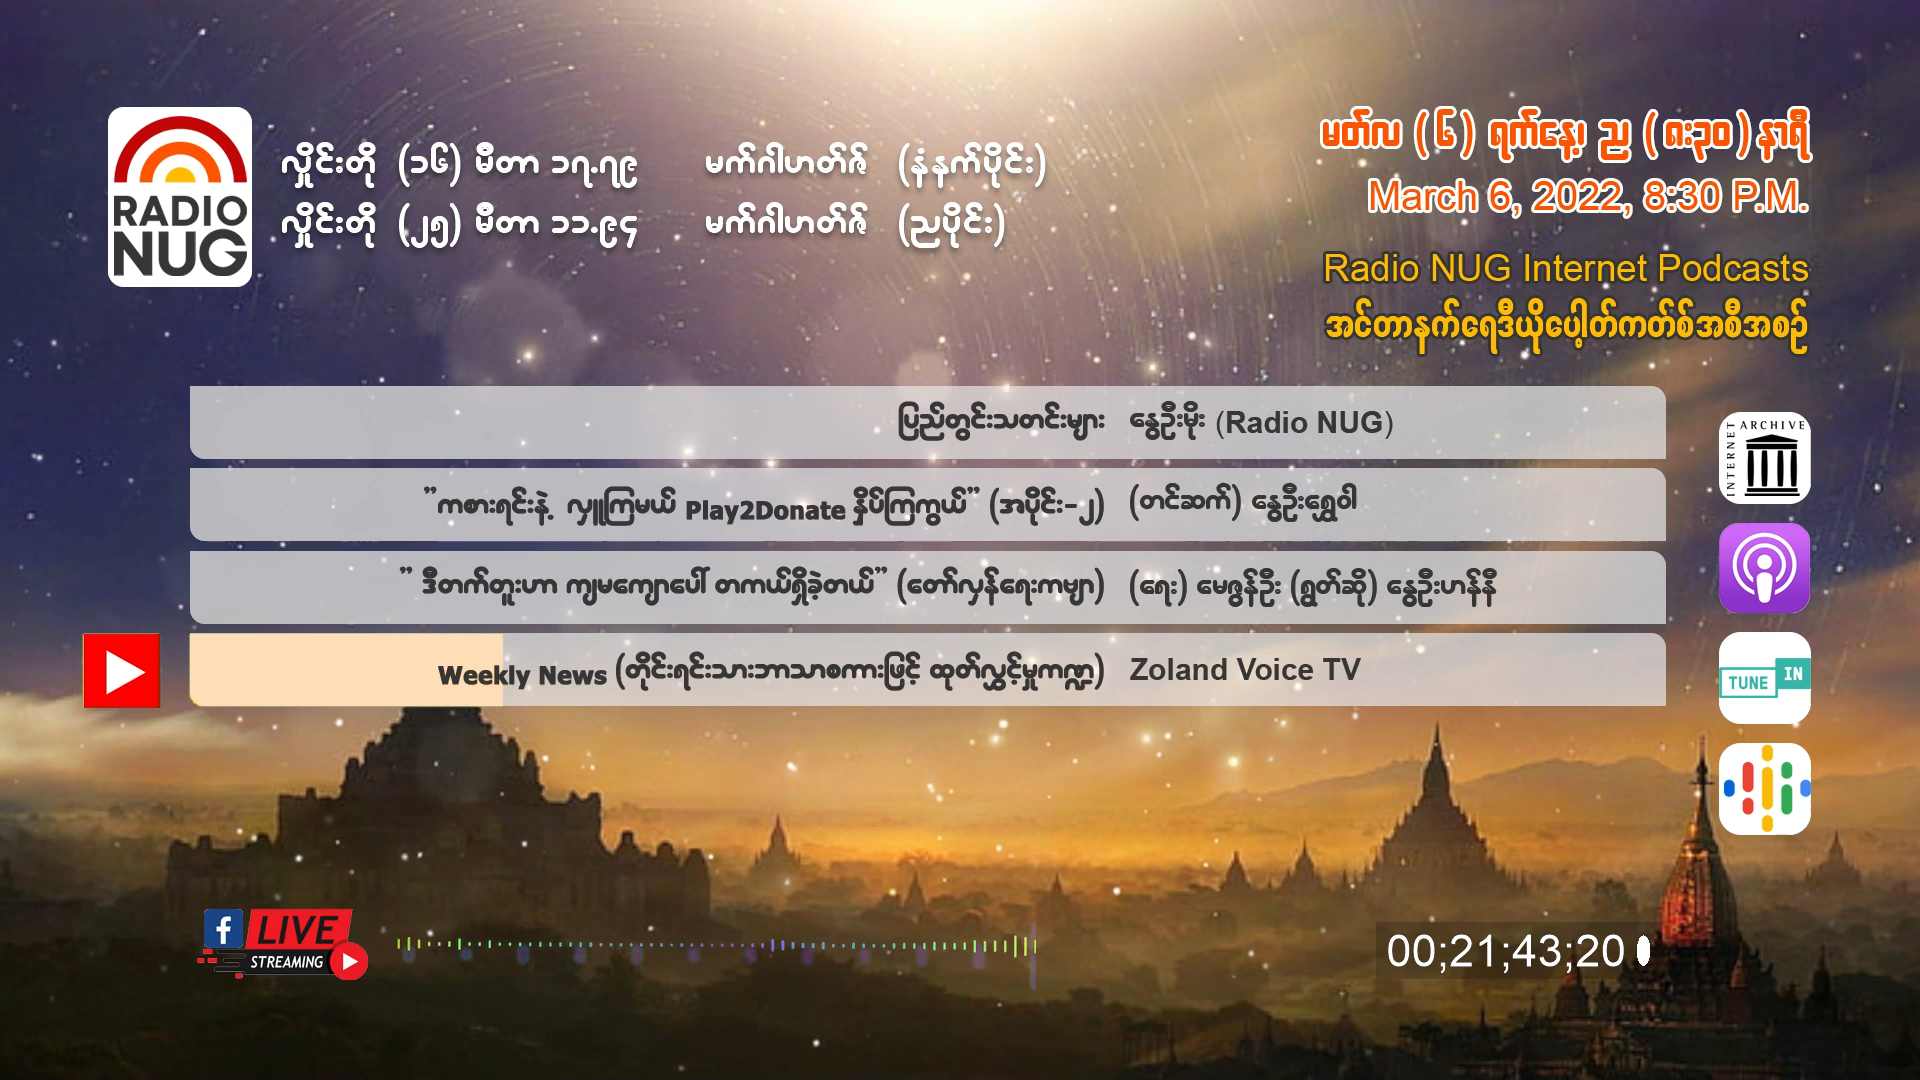 RADIO
NUG
လှိုင်းတို (၁၆) မီတာ ၁၇.၇၉ မက်ဂါဟတ်ဇ် (နံနက်ပိုင်း)
လှိုင်းတို (၂၅) မီတာ ၁၁.၉၄ မက်ဂါဟတ်ဇ် (ညပိုင်း)
မတ်လ (၆) ရက်နေ့၊ ည (၈း၃၀) နာရီ
March 6, 2022, 8:30 P.M.
Radio NUG Internet Podcasts
အင်တာနက်ရေဒီယိုပေါ့တ်ကတ်စ်အစီအစဉ်
ပြည်တွင်းသတင်းများ နွေဦးမိုး (Radio NUG)
"ကစားရင်းနဲ့ လှူကြမယ် Play2Donate နှိပ်ကြကွယ်" (အပိုင်း-၂) (တင်ဆက်) နွေဦးရွှေဝါ
" ဒီတက်တူးဟာ ကျမကျောပေါ် တကယ်ရှိခဲ့တယ်" (တော်လှန်ရေးကဗျာ) (ရေး) မေဇွန်ဦး (ရွတ်ဆို) နွေဦးဟန်နီ
Weekly News (တိုင်းရင်းသားဘာသာစကားဖြင့် ထုတ်လွှင့်မှုကဏ္ဍ) Zoland Voice TV
INTERNET ARCHIVE
TUNE IN
f LIVE
STREAMING
00;21;43;20